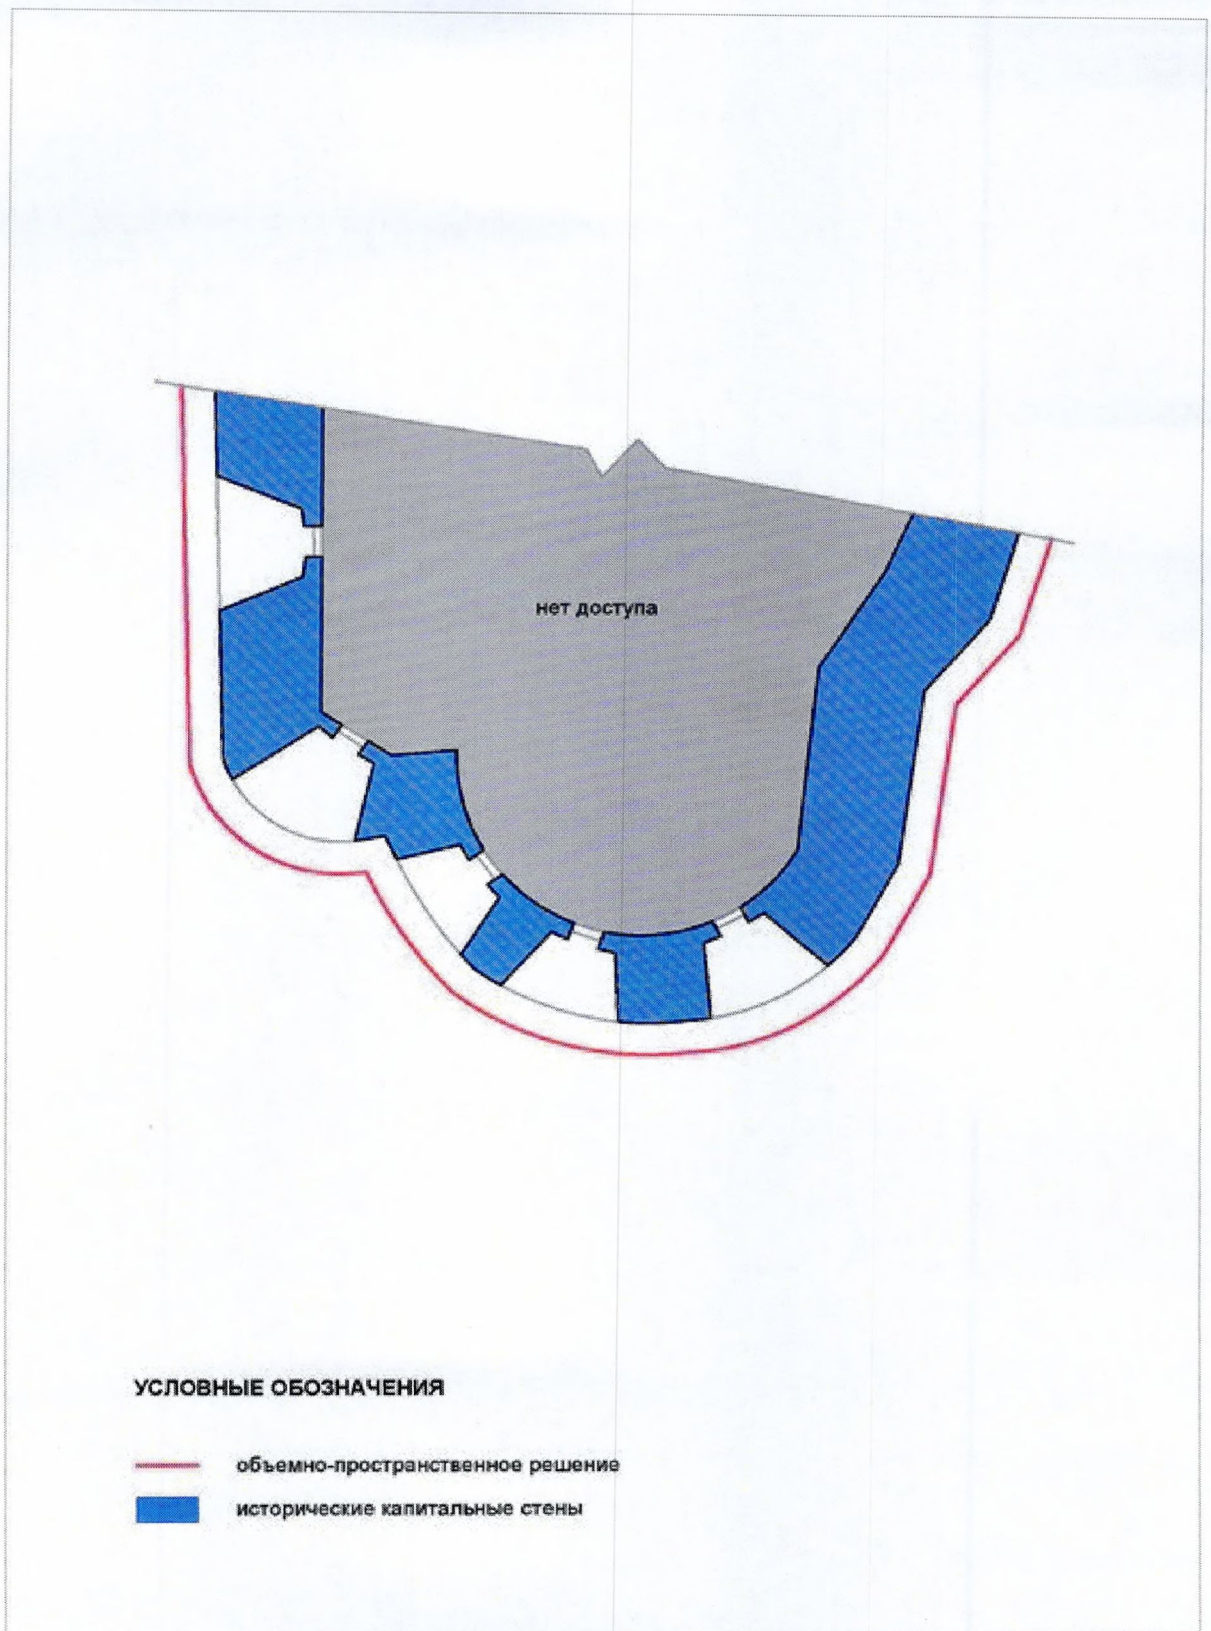 нет доступа
УСЛОВНЫЕ ОБОЗНАЧЕНИЯ
объемно-пространственное решение
исторические капитальные стены